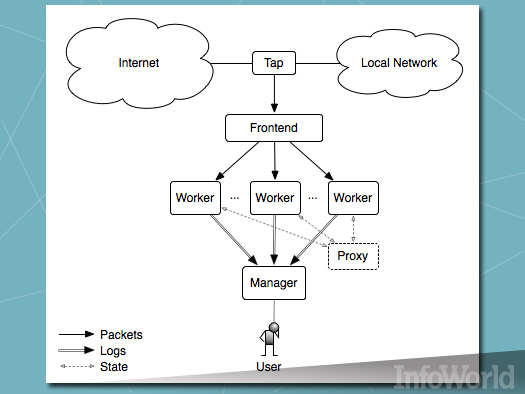 Internet
Tap
Local Network
Frontend
Worker ... Worker ... Worker
Proxy
Manager
User
Packets
Logs
State
InfoWorld